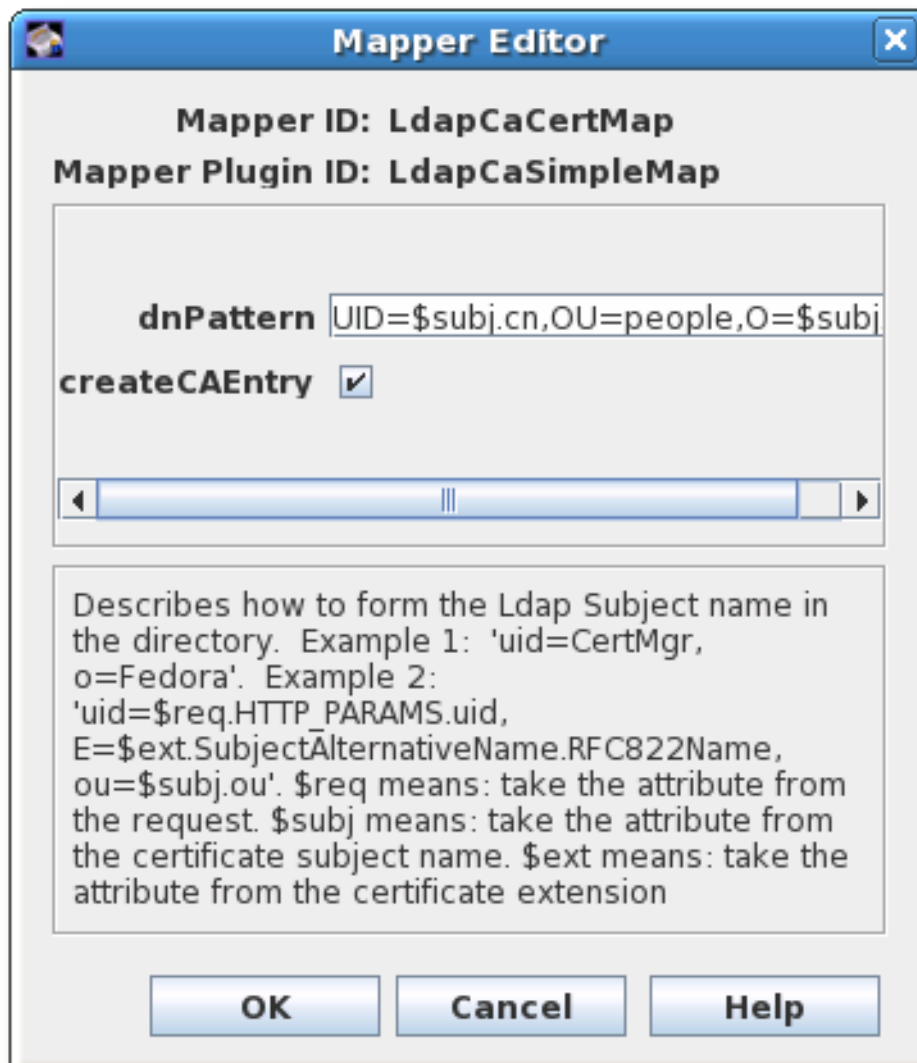 Mapper Editor
Mapper ID: LdapCaCertMap
Mapper Plugin ID: LdapCaSimpleMap
dnPattern UID=$subj.cn,OU=people,O=$subj
createCAEntry
Describes how to form the Ldap Subject name in
the directory.  Example 1:  'uid=CertMgr,
o=Fedora'.  Example 2:
'uid=$req.HTTP_PARAMS.uid,
E=$ext.SubjectAlternativeName.RFC822Name,
ou=$subj.ou'. $req means: take the attribute from
the request. $subj means: take the attribute from
the certificate subject name. $ext means: take the
attribute from the certificate extension
OK Cancel Help